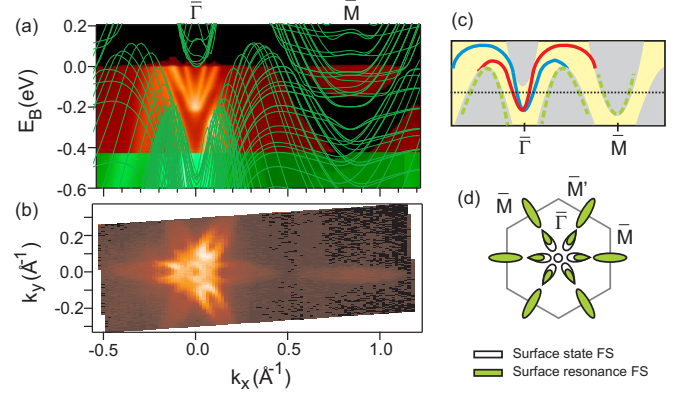 (a)
Γ̅
M̅
0.2
0.0
-0.2
-0.4
-0.6
E_B(eV)
(b)
0.2
0.0
-0.2
k_y(Å⁻¹)
-0.5
0.0
0.5
1.0
k_x(Å⁻¹)
(c)
Γ̅
M̅
(d)
M̅
M̅'
Γ̅
M̅
Surface state FS
Surface resonance FS